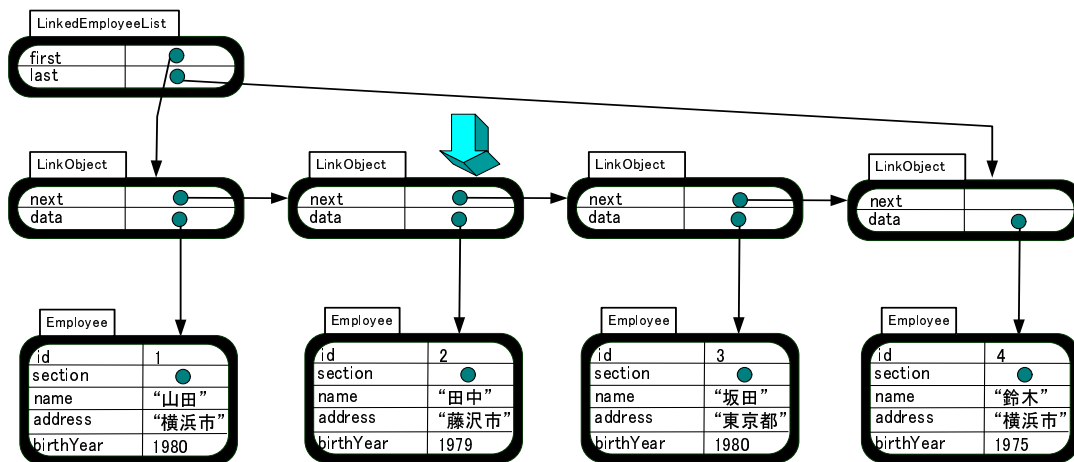 LinkedEmployeeList
first
last
LinkObject
next
data
LinkObject
next
data
LinkObject
next
data
LinkObject
next
data
Employee
id 1
section
name “山田”
address “横浜市”
birthYear 1980
Employee
id 2
section
name “田中”
address “藤沢市”
birthYear 1979
Employee
id 3
section
name “坂田”
address “東京都”
birthYear 1980
Employee
id 4
section
name “鈴木”
address “横浜市”
birthYear 1975